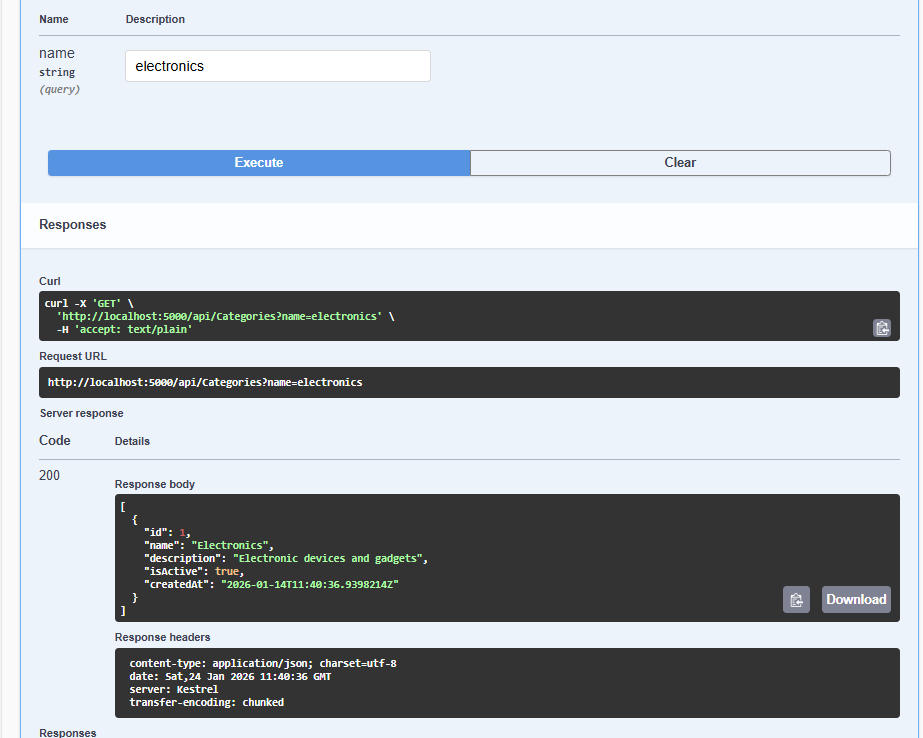 Name Description
name
string
(query)
electronics
Execute Clear
Responses
Curl
curl -X 'GET' \
'http://localhost:5000/api/Categories?name=electronics' \
-H 'accept: text/plain'
Request URL
http://localhost:5000/api/Categories?name=electronics
Server response
Code Details
200
Response body
[
{
"id": 1,
"name": "Electronics",
"description": "Electronic devices and gadgets",
"isActive": true,
"createdAt": "2026-01-14T11:40:36.9398214Z"
}
]
Download
Response headers
content-type: application/json; charset=utf-8
date: Sat,24 Jan 2026 11:40:36 GMT
server: Kestrel
transfer-encoding: chunked
Responses